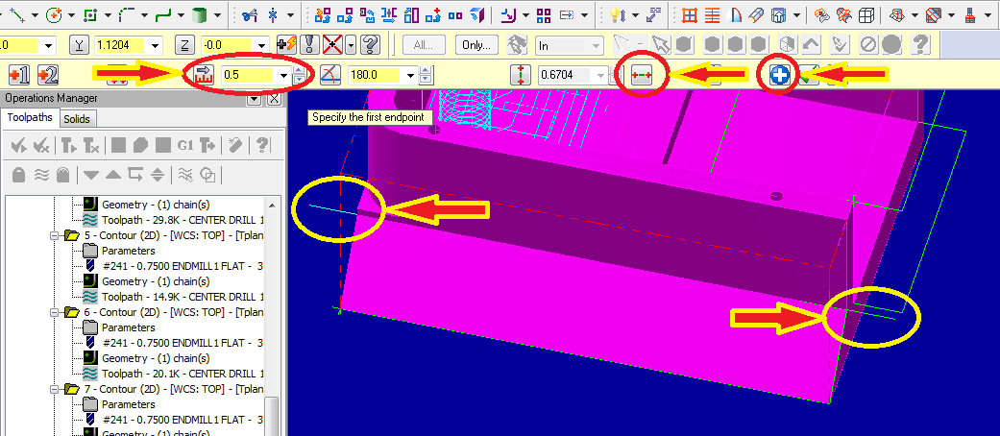 .0 Y 1.1204 Z -0.0 All... Only... In
+1 +2 0.5 180.0 0.6704
Operations Manager
Specify the first endpoint
Toolpaths Solids
G1
Geometry - (1) chain(s)
Toolpath - 29.8K - CENTER DRILL 1
5 - Contour (2D) - [WCS: TOP] - [Tplan
Parameters
#241 - 0.7500 ENDMILL1 FLAT - 3
Geometry - (1) chain(s)
Toolpath - 14.9K - CENTER DRILL 1
6 - Contour (2D) - [WCS: TOP] - [Tplan
Parameters
#241 - 0.7500 ENDMILL1 FLAT - 3
Geometry - (1) chain(s)
Toolpath - 20.1K - CENTER DRILL 1
7 - Contour (2D) - [WCS: TOP] - [Tplan
Parameters
#241 - 0.7500 ENDMILL1 FLAT - 3
Geometry - (1) chain(s)